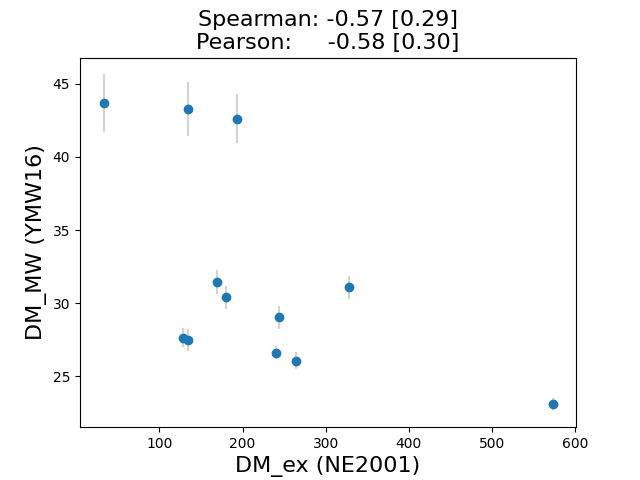 Spearman: -0.57 [0.29]
Pearson: -0.58 [0.30]
45
40
35
30
25
DM_MW (YMW16)
100 200 300 400 500 600
DM_ex (NE2001)